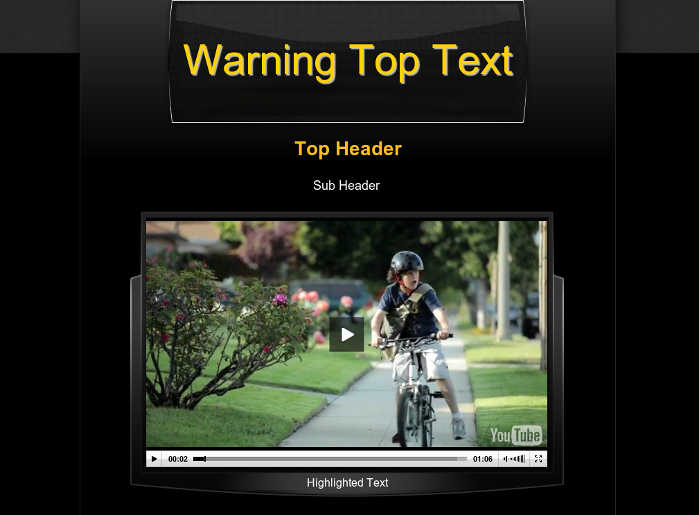 Warning Top Text
Top Header
Sub Header
YouTube
00:02
01:06
Highlighted Text